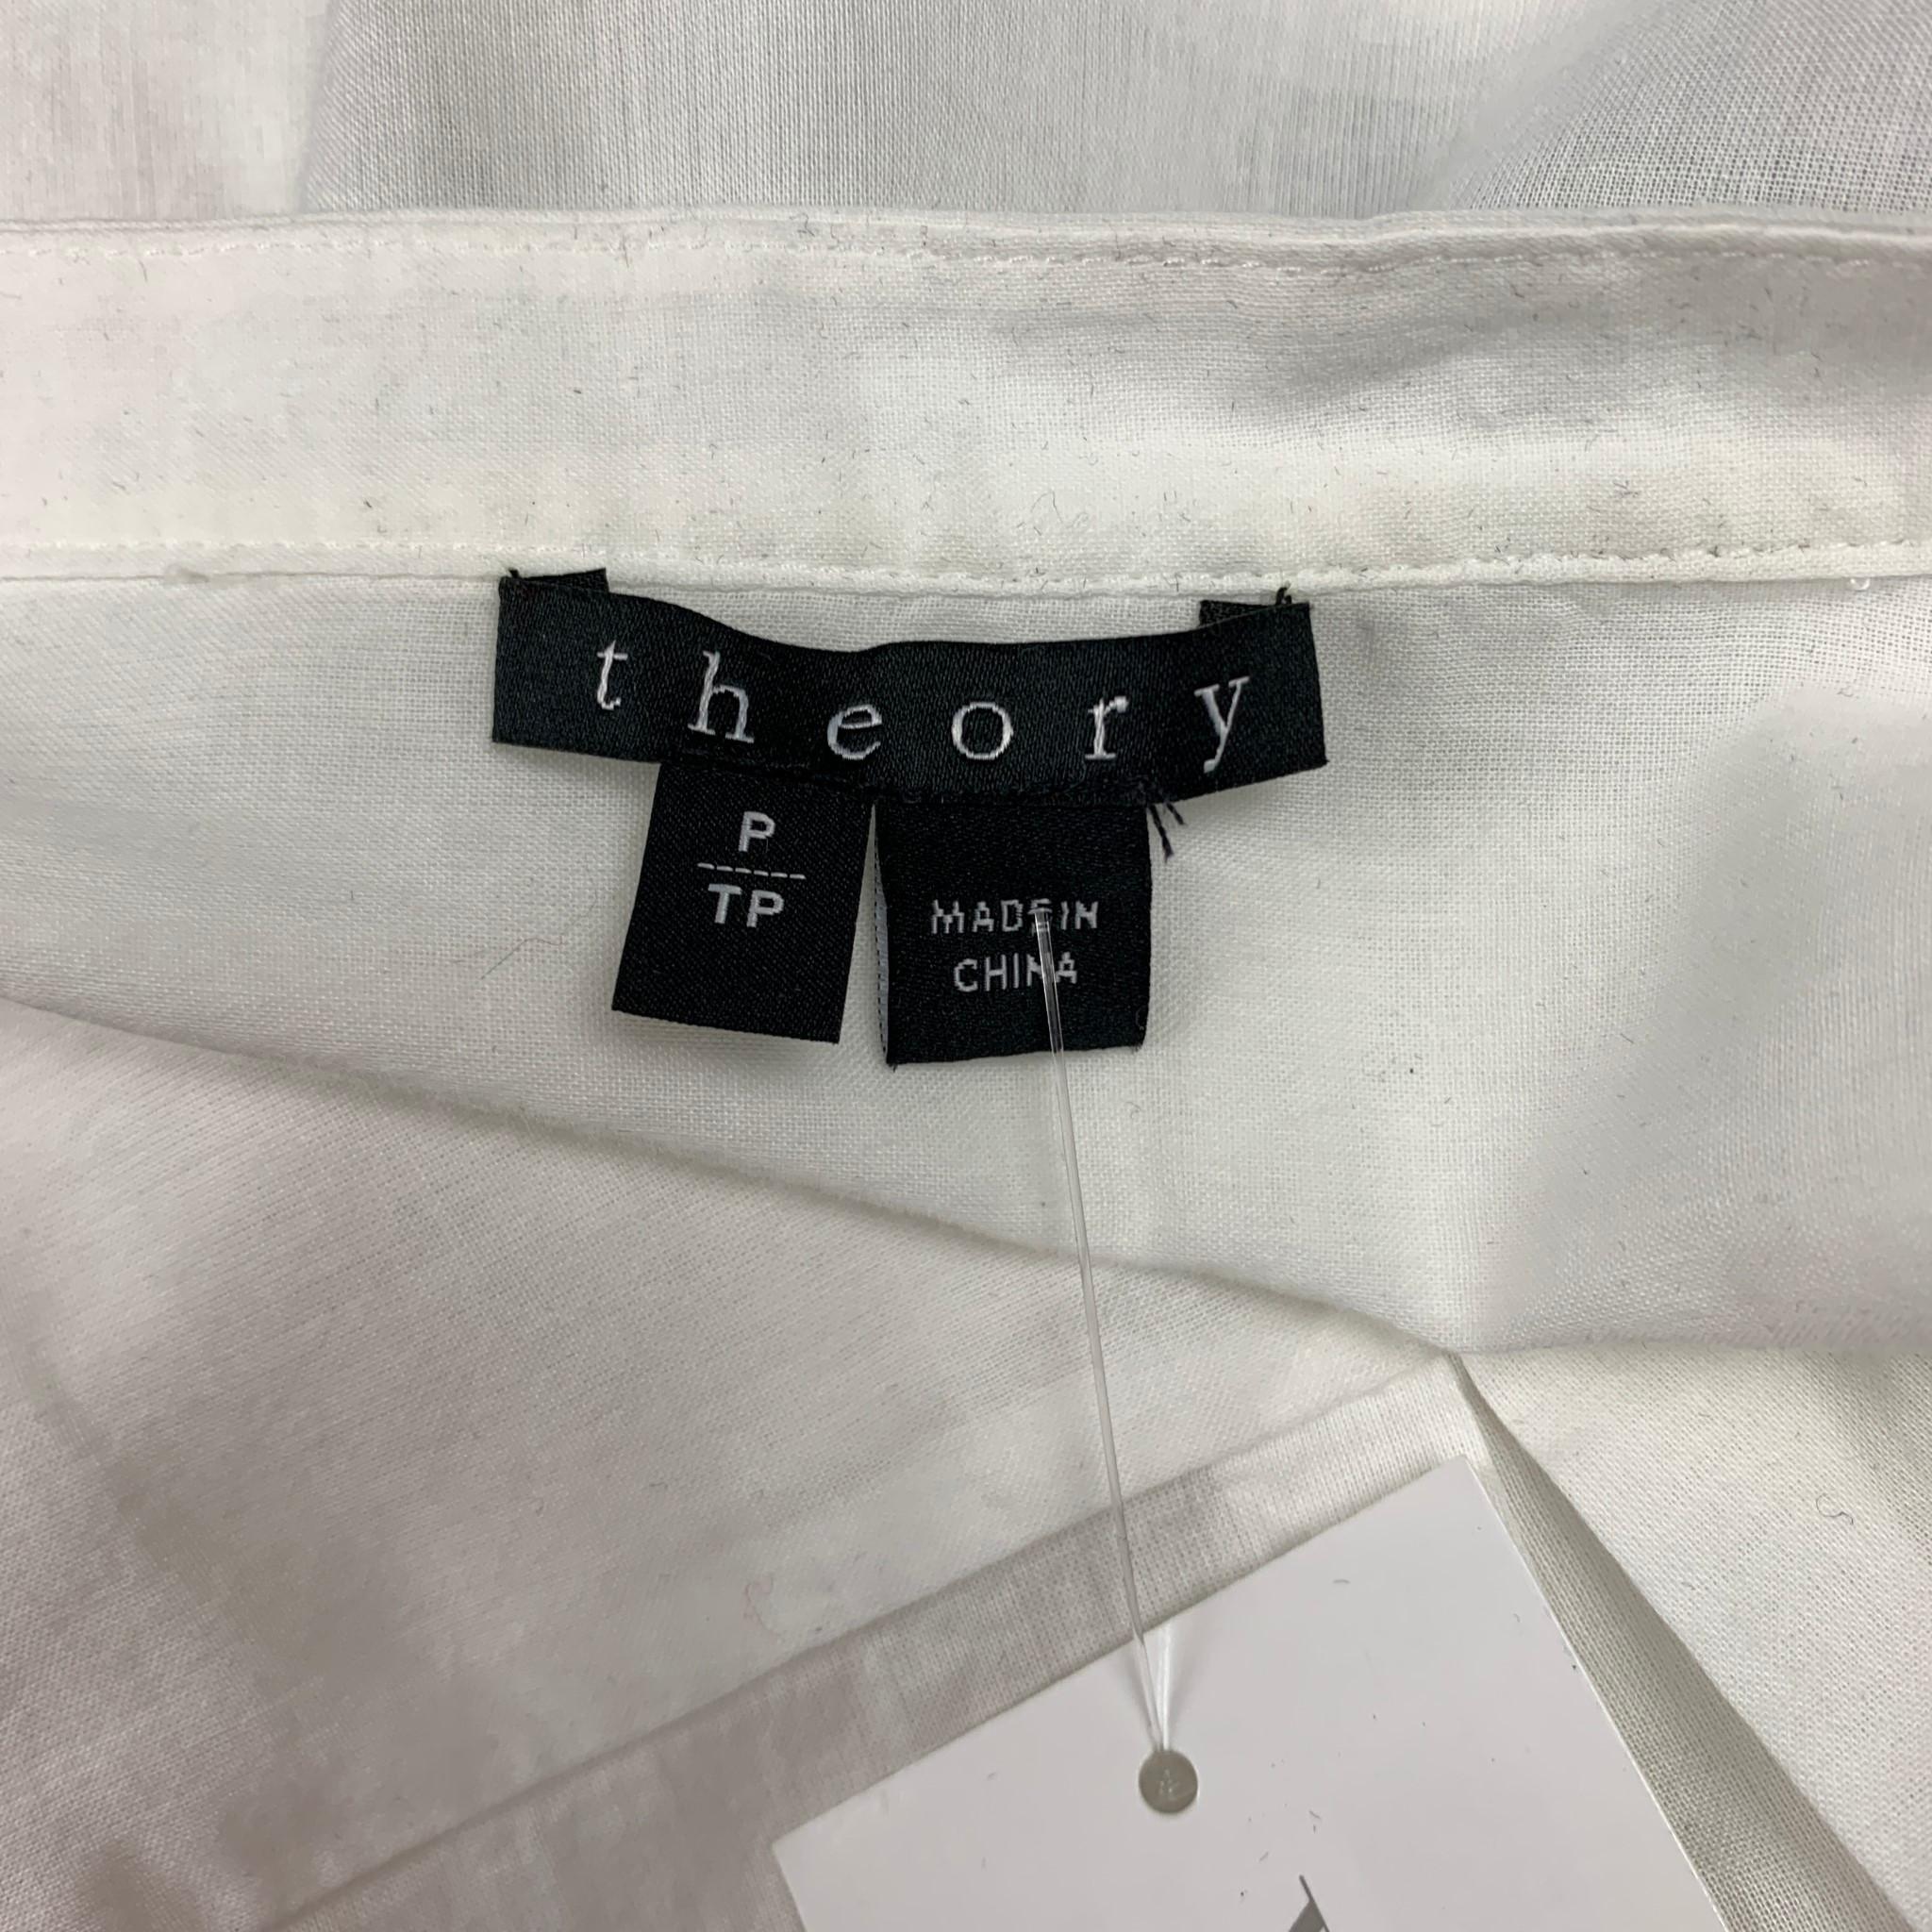 theory
P
TP
MADE IN
CHINA